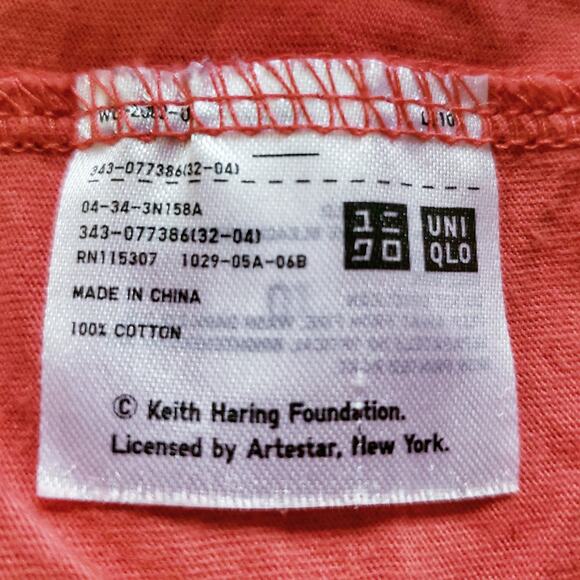 343-077386(32-04)
04-34-3N158A
343-077386(32-04)
RN115307 1029-05A-06B
ユニ
クロ
UNI
QLO
MADE IN CHINA
100% COTTON
© Keith Haring Foundation.
Licensed by Artestar, New York.